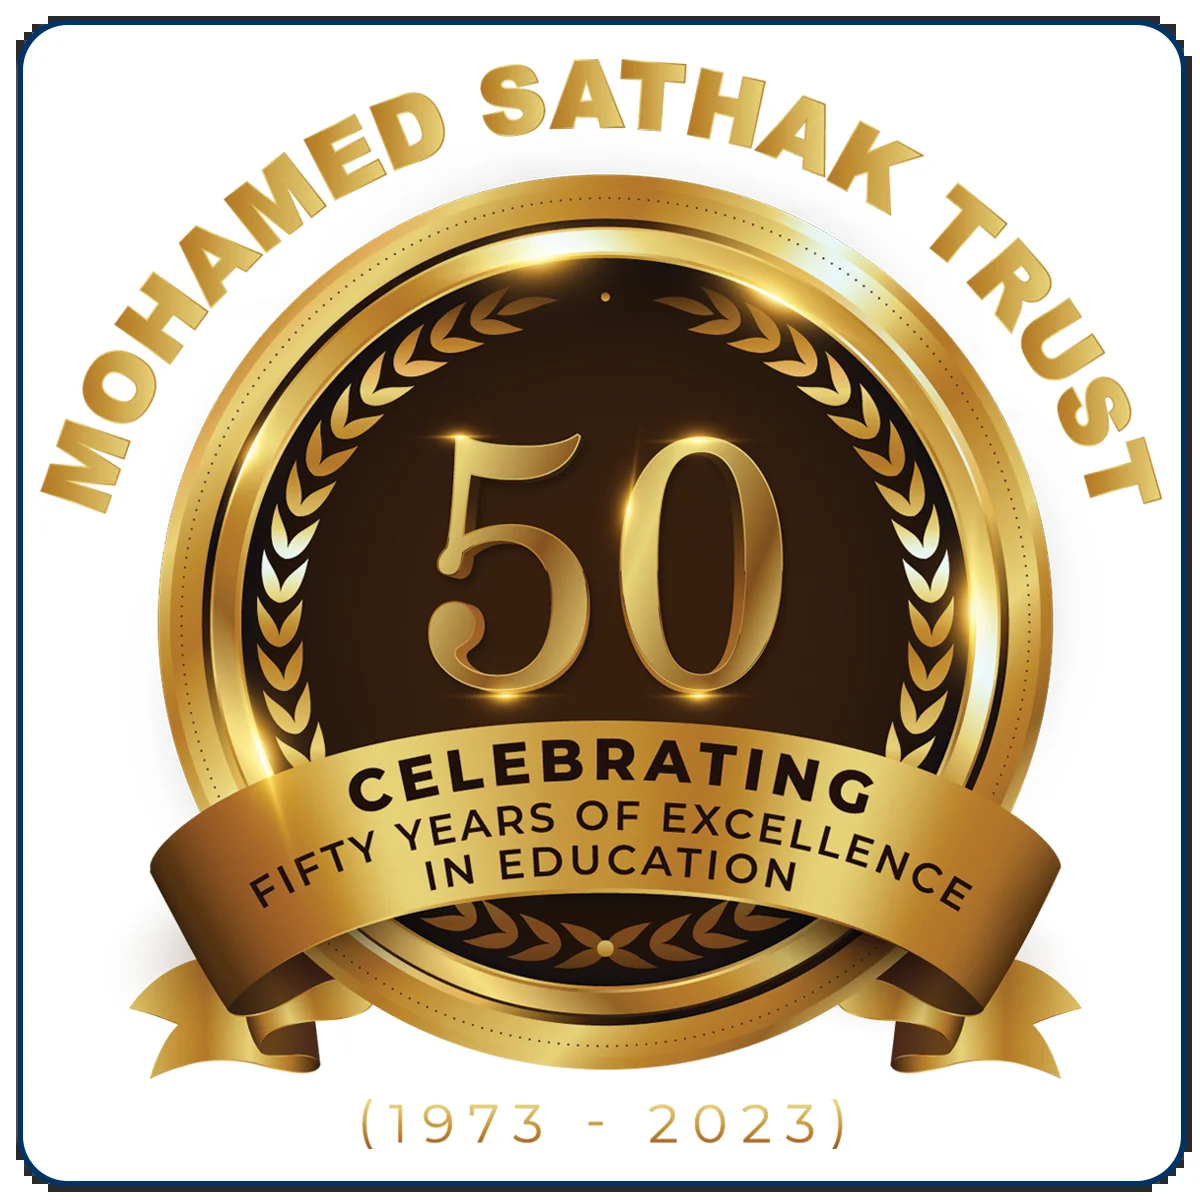 MOHAMED SATHAK TRUST
50
CELEBRATING
FIFTY YEARS OF EXCELLENCE
IN EDUCATION
(1973 - 2023)